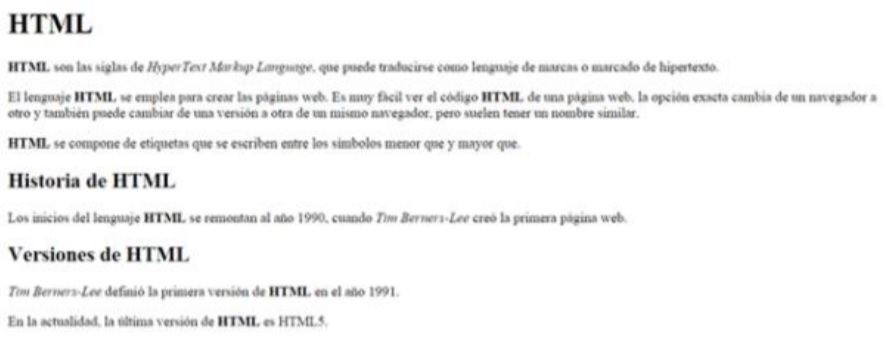 HTML
HTML son las siglas de HyperText Markup Language, que puede traducirse como lenguaje de marcas o marcado de hipertexto.
El lenguaje HTML se emplea para crear las páginas web. Es muy fácil ver el código HTML de una página web, la opción exacta cambia de un navegador a
otro y también puede cambiar de una versión a otra de un mismo navegador, pero suelen tener un nombre similar.
HTML se compone de etiquetas que se escriben entre los símbolos menor que y mayor que.
Historia de HTML
Los inicios del lenguaje HTML se remontan al año 1990, cuando Tim Berners-Lee creó la primera página web.
Versiones de HTML
Tim Berners-Lee definió la primera versión de HTML en el año 1991.
En la actualidad, la última versión de HTML es HTML5.